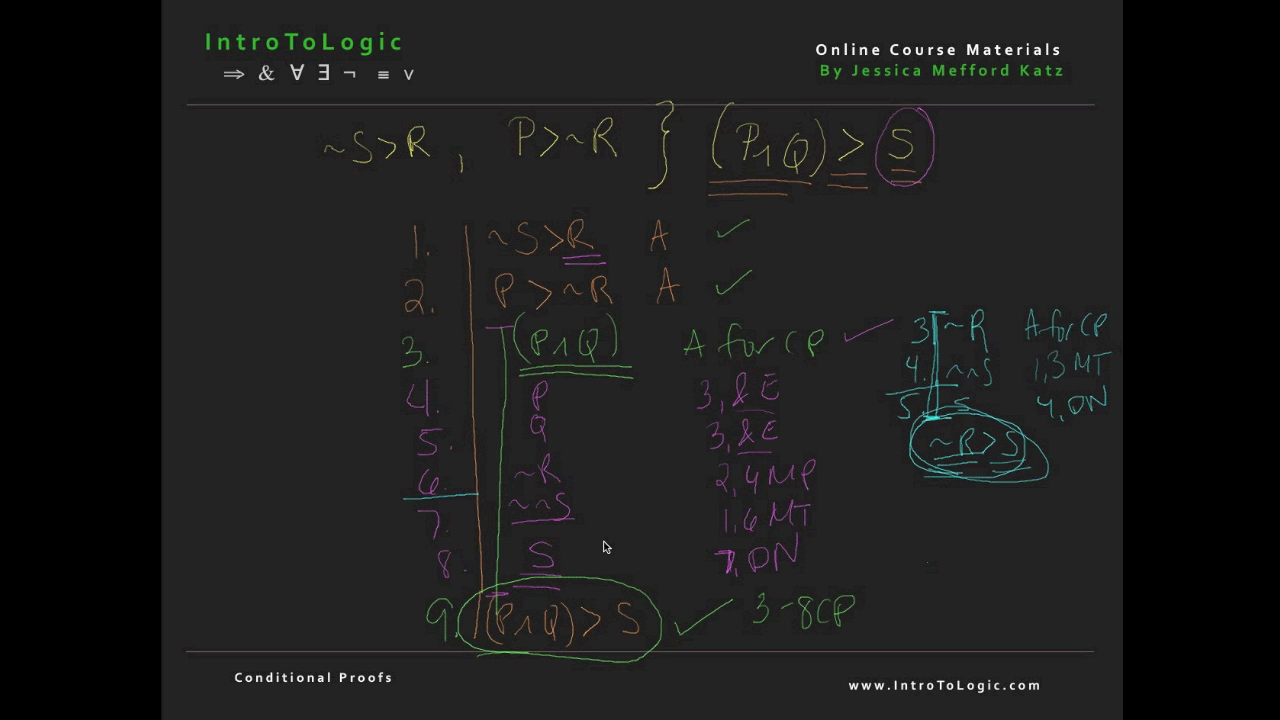 IntroToLogic
⇒ & ∀ ∃ ¬ ≡ v
Online Course Materials
By Jessica Mefford Katz
~S>R , P>~R } (P∧Q) > S
1. ~S>R A ✓
2. P>~R A ✓
3. (P∧Q) A for CP ✓
4. P 3, &E
5. Q 3, &E
6. ~R 2,4 MP
7. ~~S 1,6 MT
8. S 7, DN
9. (P∧Q)> S ✓ 3-8 CP
3 ~R A for CP
4. ~~S 1,3 MT
5. S 4, DN
~R>S
Conditional Proofs
www.IntroToLogic.com